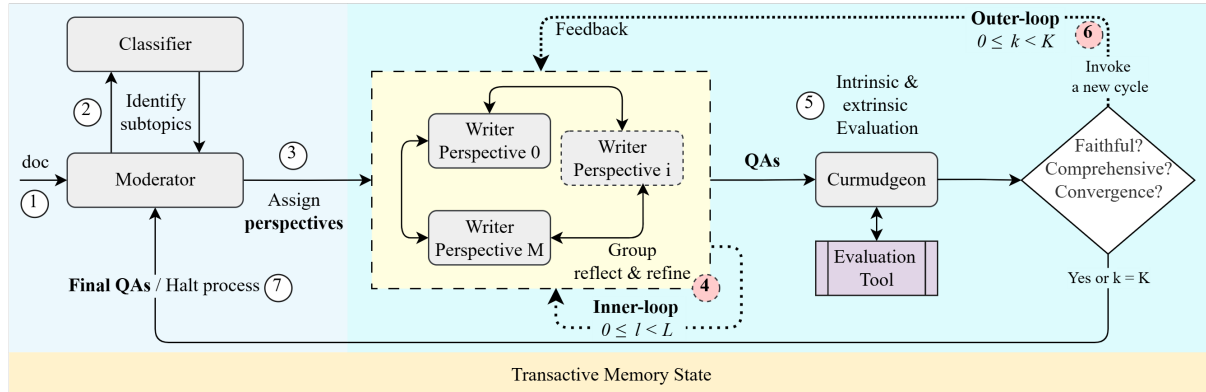 Classifier
2
Identify
subtopics
doc
1
Moderator
3
Assign
perspectives
Final QAs / Halt process 7
Feedback
Writer
Perspective 0
Writer
Perspective i
Writer
Perspective M
Group
reflect & refine
4
Inner-loop
0 ≤ l < L
QAs
5
Intrinsic &
extrinsic
Evaluation
Curmudgeon
Evaluation
Tool
Outer-loop
0 ≤ k < K
6
Invoke
a new cycle
Faithful?
Comprehensive?
Convergence?
Yes or k = K
Transactive Memory State